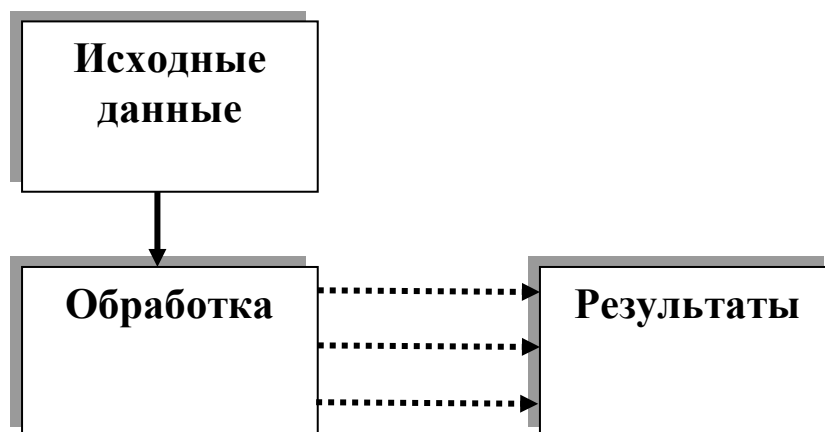 Исходные
данные
Обработка
Результаты